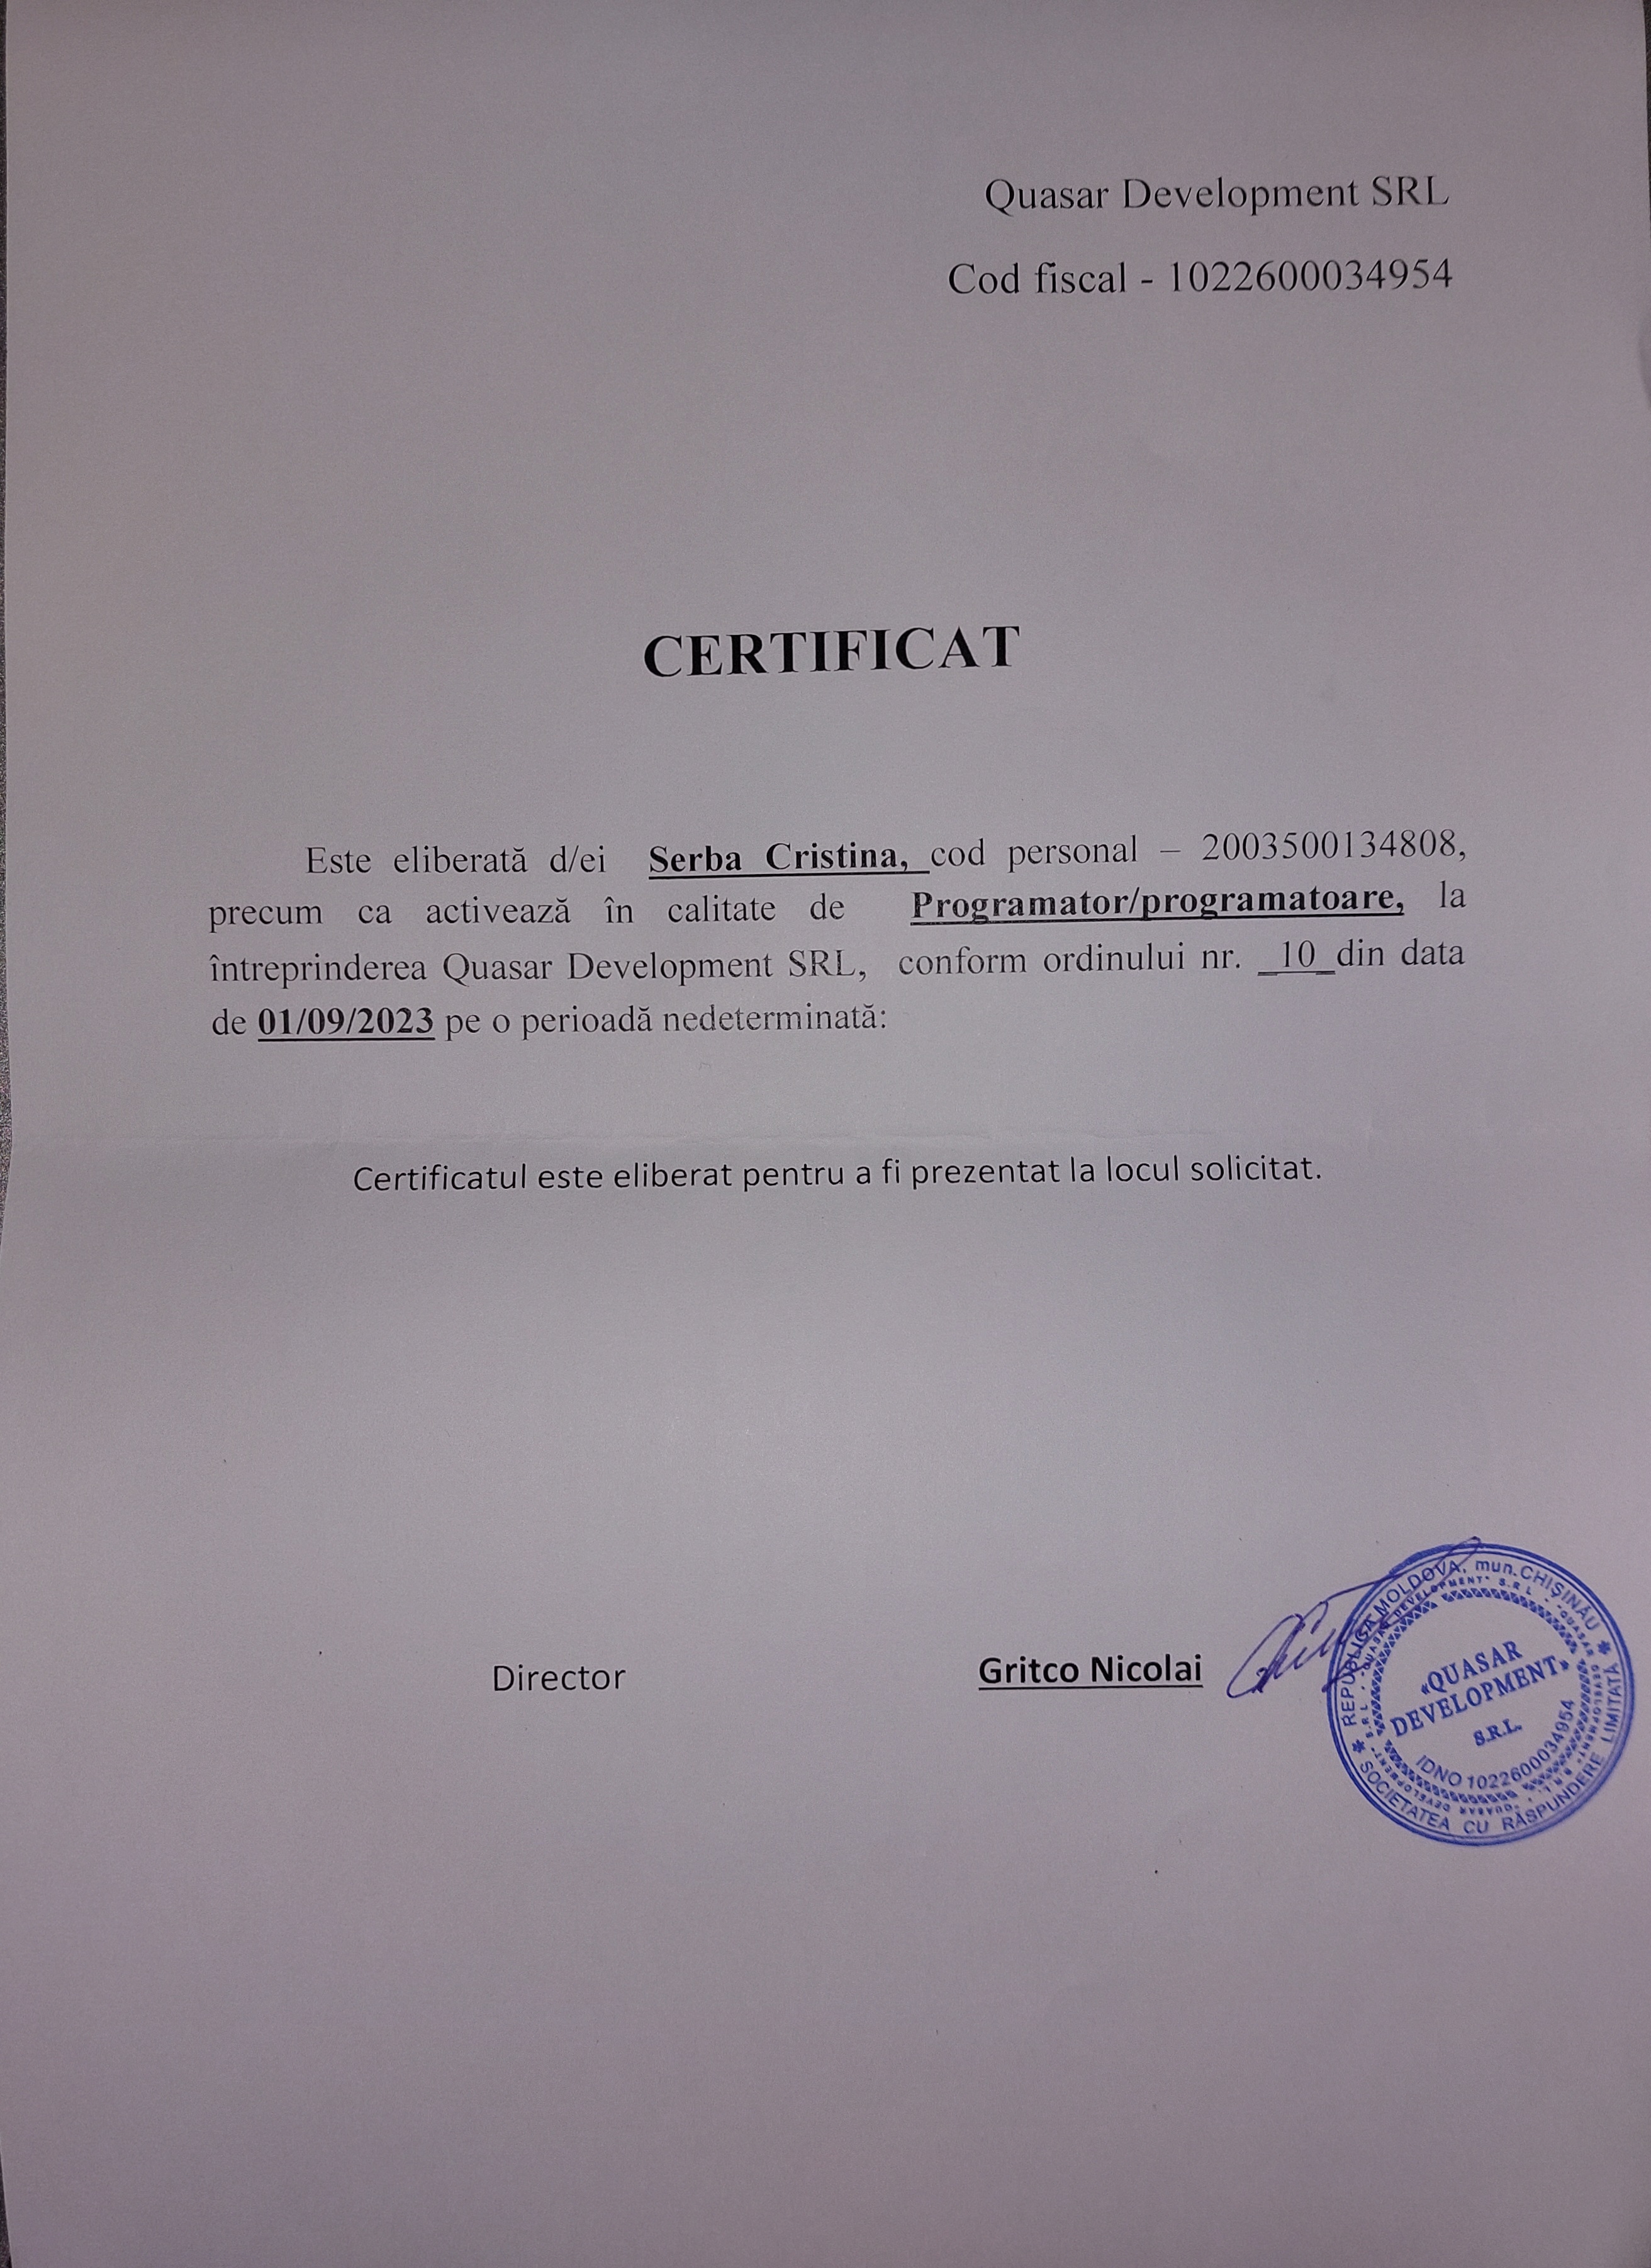 Quasar Development SRL
Cod fiscal - 1022600034954
CERTIFICAT
Este eliberată d/ei Serba Cristina, cod personal – 2003500134808,
precum ca activează în calitate de Programator/programatoare, la
întreprinderea Quasar Development SRL, conform ordinului nr. _10_din data
de 01/09/2023 pe o perioadă nedeterminată:
Certificatul este eliberat pentru a fi prezentat la locul solicitat.
Director
Gritco Nicolai
* REPUBLICA MOLDOVA, mun.CHIŞINĂU *
SOCIETATEA CU RĂSPUNDERE LIMITATĂ
"QUASAR DEVELOPMENT" S.R.L.
«QUASAR
DEVELOPMENT»
S.R.L.
IDNO 1022600034954